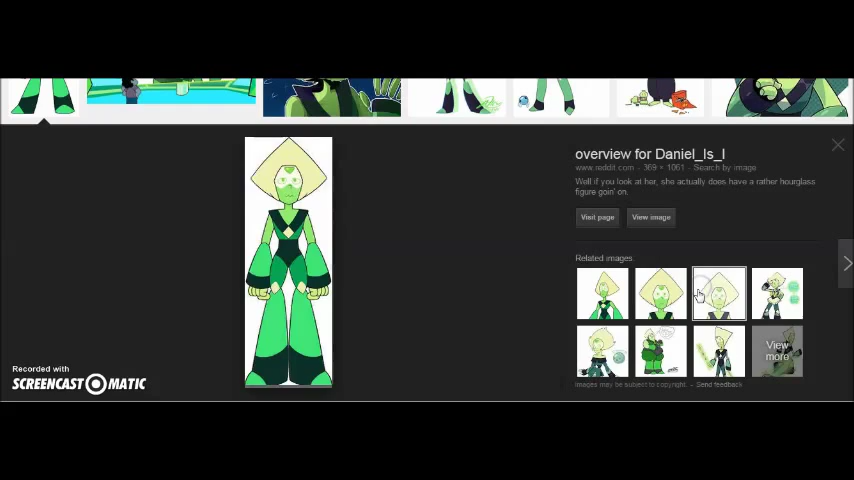 overview for Daniel_Is_I
www.reddit.com - 369 × 1061 - Search by image
Well if you look at her, she actually does have a rather hourglass
figure goin' on.
Visit page
View image
Related images:
View
more
Images may be subject to copyright. - Send feedback
Recorded with
SCREENCAST MATIC